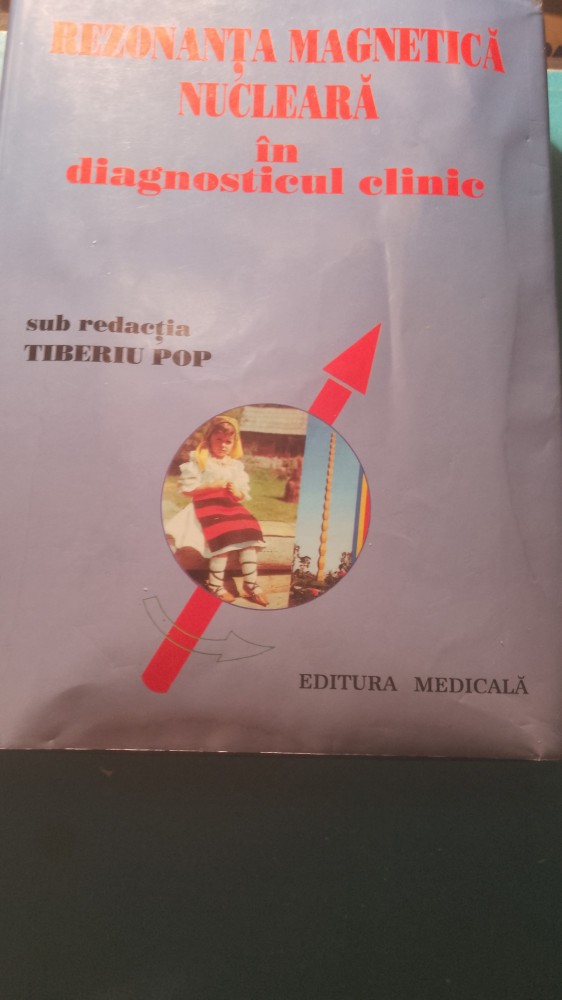 REZONANȚA MAGNETICĂ
NUCLEARĂ
în
diagnosticul clinic
sub redacția
TIBERIU POP
EDITURA MEDICALĂ